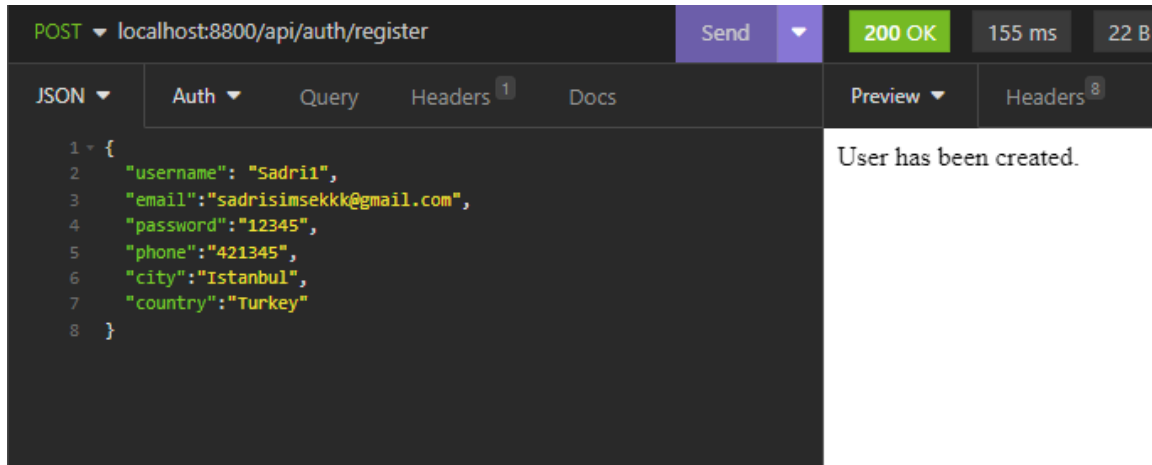 POST localhost:8800/api/auth/register Send 200 OK 155 ms 22 B
JSON Auth Query Headers 1 Docs Preview Headers 8
1 {
2 "username": "Sadri1",
3 "email":"sadrisimsekkk@gmail.com",
4 "password":"12345",
5 "phone":"421345",
6 "city":"Istanbul",
7 "country":"Turkey"
8 }
User has been created.